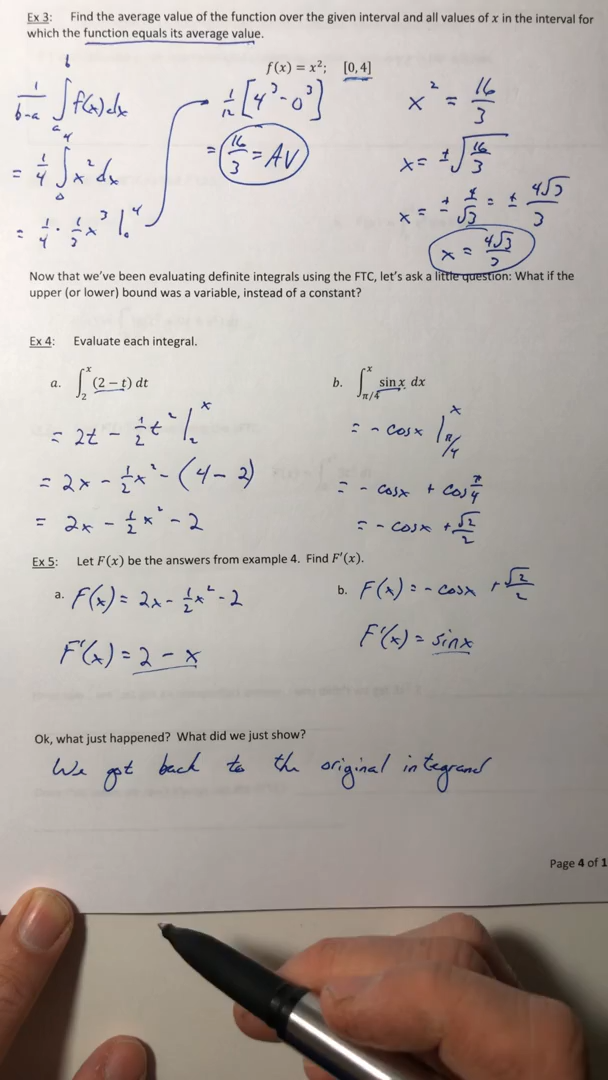 Ex 3: Find the average value of the function over the given interval and all values of x in the interval for
which the function equals its average value.
f(x) = x²; [0, 4]
1/(b-a) ∫_a^b f(x) dx
= 1/4 ∫_0^4 x² dx
= 1/4 · 1/3 x³ |_0^4
1/12 [4³ - 0³]
= 16/3 = AV
x² = 16/3
x = ±√(16/3)
x = ± 4/√3 = ± 4√3/3
x = 4√3/3
Now that we've been evaluating definite integrals using the FTC, let's ask a little question: What if the
upper (or lower) bound was a variable, instead of a constant?
Ex 4: Evaluate each integral.
a. ∫_2^x (2 − t) dt
= 2t - 1/2 t² |_2^x
= 2x - 1/2 x² - (4 - 2)
= 2x - 1/2 x² - 2
b. ∫_{π/4}^x sin x dx
= - cosx |_{π/4}^x
= - cosx + cos π/4
= - cosx + √2/2
Ex 5: Let F(x) be the answers from example 4. Find F′(x).
a. F(x) = 2x - 1/2 x² - 2
F'(x) = 2 - x
b. F(x) = - cosx + √2/2
F'(x) = sinx
Ok, what just happened? What did we just show?
We got back to the original integrand
Page 4 of 1